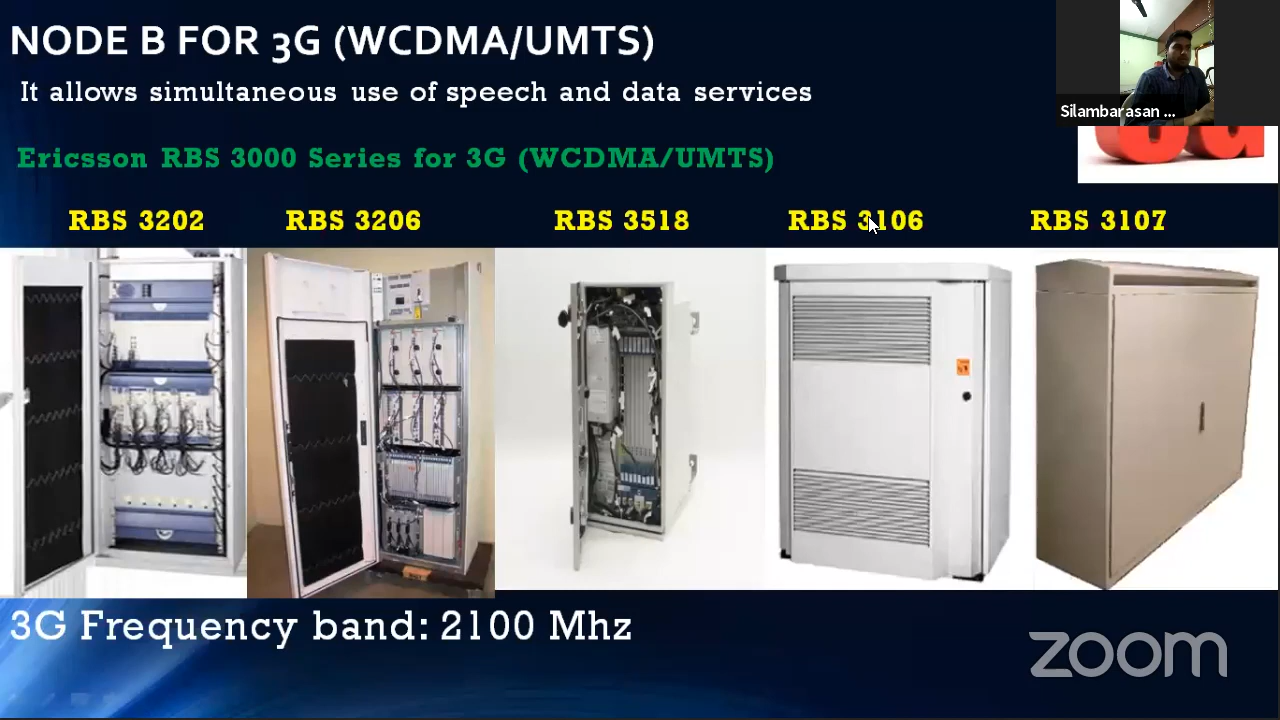 NODE B FOR 3G (WCDMA/UMTS)
It allows simultaneous use of speech and data services
Silambarasan ...
Ericsson RBS 3000 Series for 3G (WCDMA/UMTS)
RBS 3202 RBS 3206 RBS 3518 RBS 3106 RBS 3107
3G Frequency band: 2100 Mhz
zoom